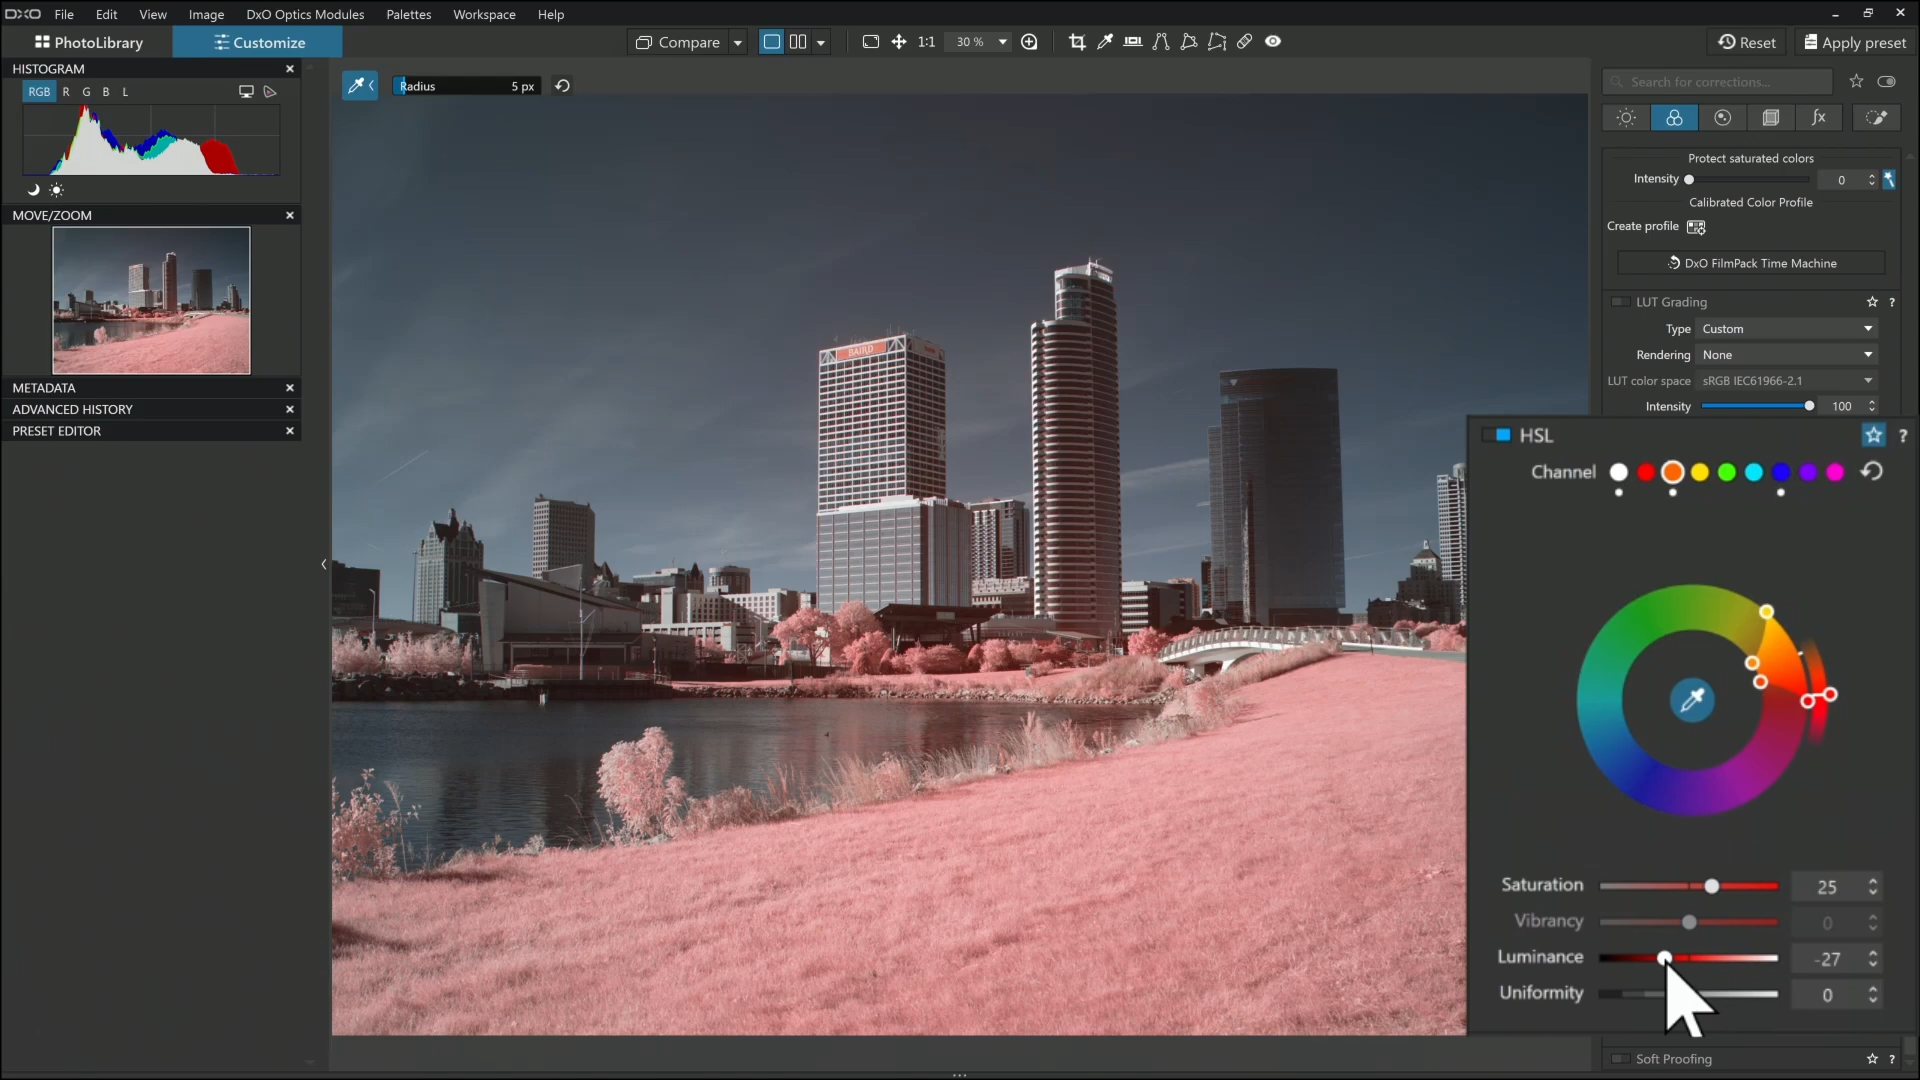 DXO File Edit View Image DxO Optics Modules Palettes Workspace Help
PhotoLibrary Customize Compare 1:1 30 % Reset Apply preset
HISTOGRAM
RGB R G B L
MOVE/ZOOM
METADATA
ADVANCED HISTORY
PRESET EDITOR
Radius 5 px
BAIRD
Search for corrections...
fx
Protect saturated colors
Intensity 0
Calibrated Color Profile
Create profile
DxO FilmPack Time Machine
LUT Grading ?
Type Custom
Rendering None
LUT color space sRGB IEC61966-2.1
Intensity 100
HSL ?
Channel
Saturation 25
Vibrancy 0
Luminance -27
Uniformity 0
Soft Proofing ?